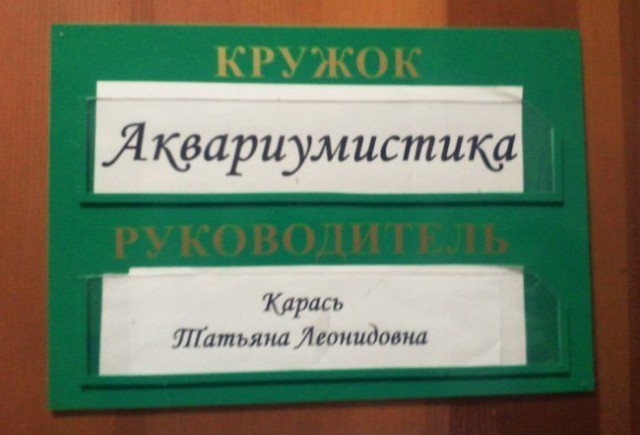 КРУЖОК
Аквариумистика
РУКОВОДИТЕЛЬ
Карась
Татьяна Леонидовна